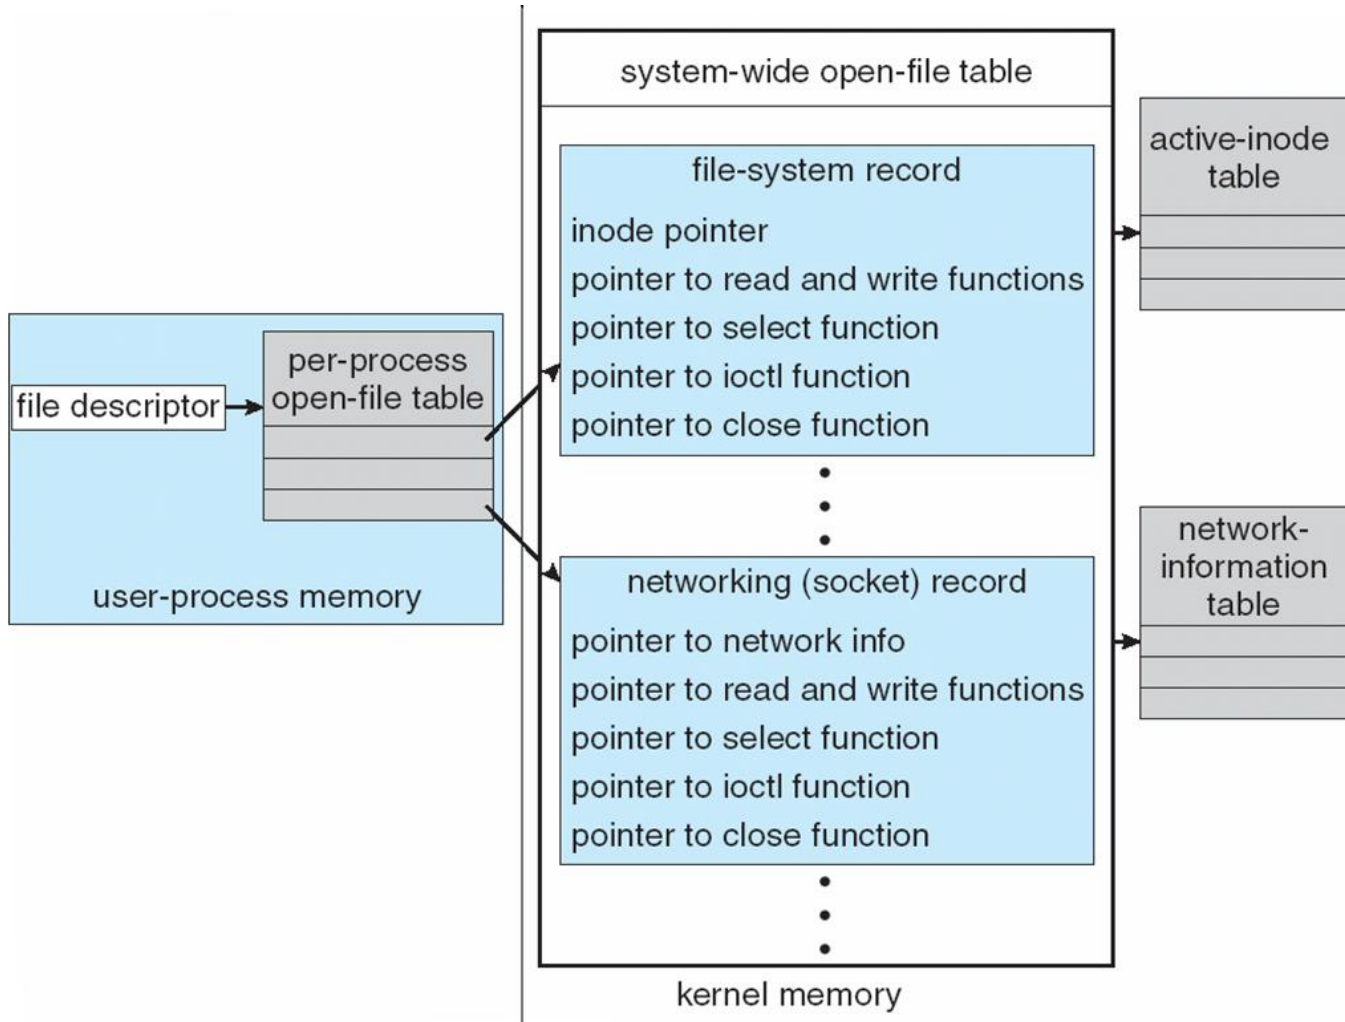 system-wide open-file table
file-system record
inode pointer
pointer to read and write functions
pointer to select function
pointer to ioctl function
pointer to close function
active-inode
table
per-process
open-file table
file descriptor
user-process memory
networking (socket) record
pointer to network info
pointer to read and write functions
pointer to select function
pointer to ioctl function
pointer to close function
network-
information
table
kernel memory